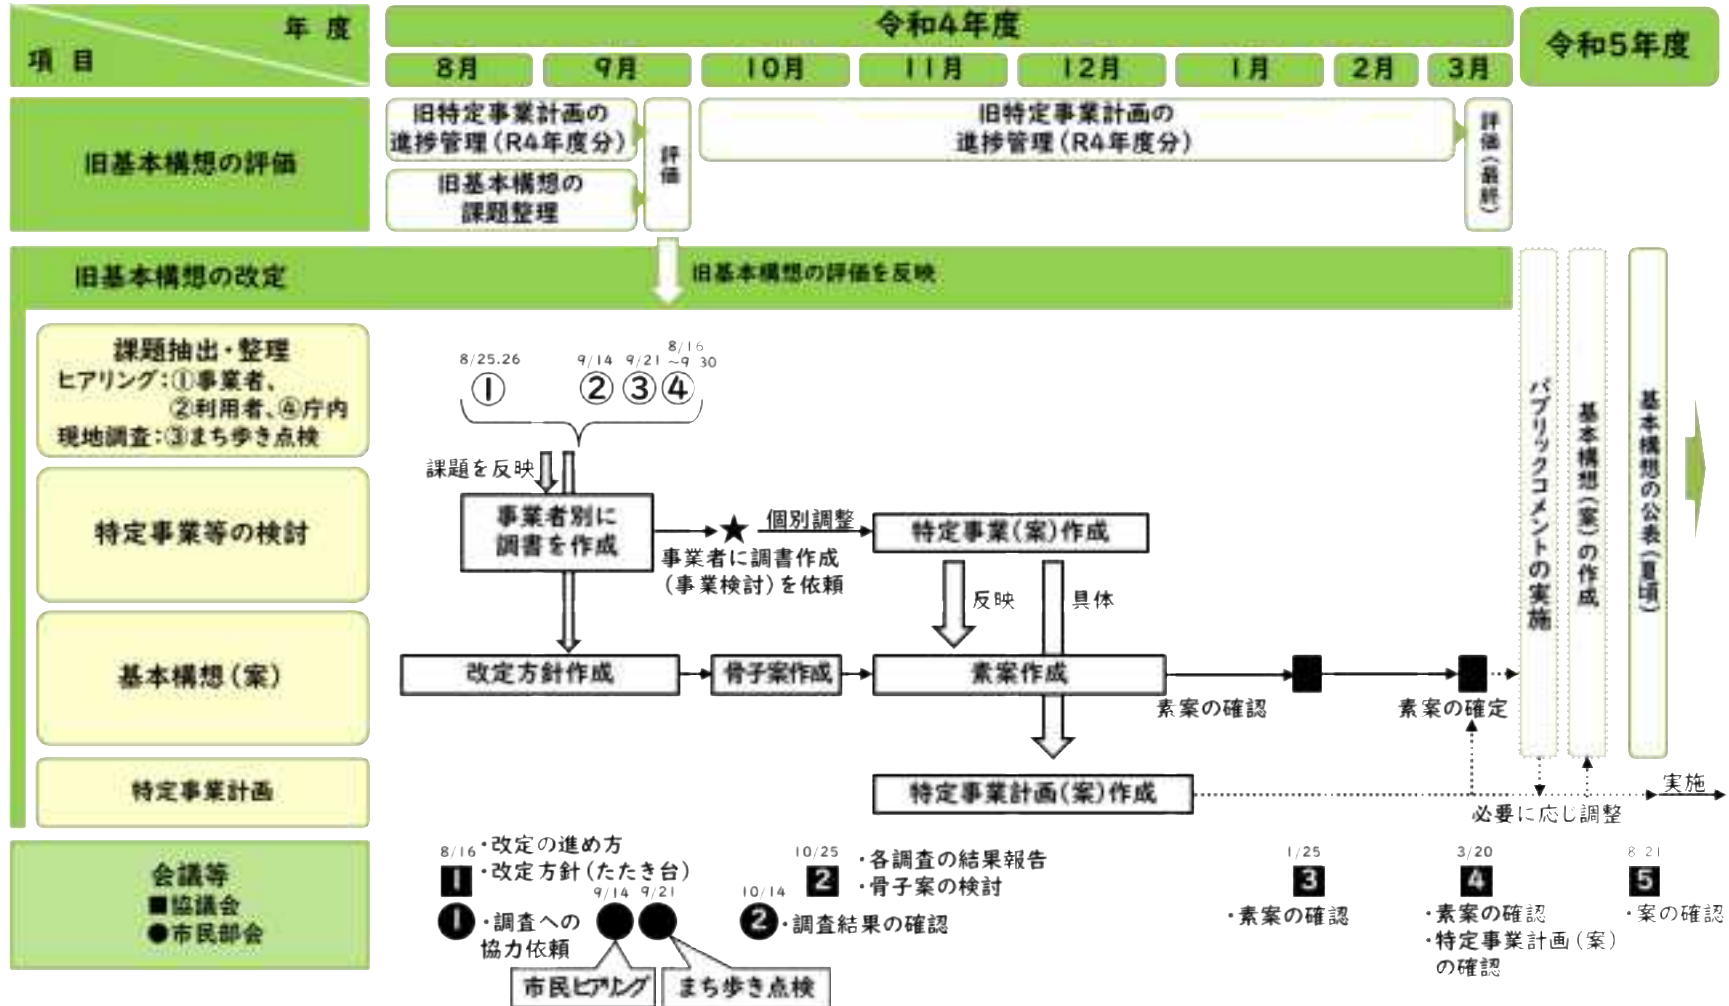 年 度
項 目
令和4年度
令和5年度
8月
9月
10月
11月
12月
1月
2月
3月
旧基本構想の評価
旧特定事業計画の
進捗管理(R4年度分)
旧基本構想の
課題整理
評価
旧特定事業計画の
進捗管理(R4年度分)
評価(最終)
旧基本構想の改定
旧基本構想の評価を反映
課題抽出・整理
ヒアリング:①事業者、
②利用者、④庁内
現地調査:③まち歩き点検
8/25.26
9/14
9/21
8/16
~9 30
①
②
③
④
課題を反映
特定事業等の検討
事業者別に
調書を作成
★
個別調整
事業者に調書作成
(事業検討)を依頼
特定事業(案)作成
反映
具体
基本構想(案)
改定方針作成
骨子案作成
素案作成
素案の確認
素案の確定
特定事業計画
特定事業計画(案)作成
必要に応じ調整
実施
パブリックコメントの実施
基本構想(案)の作成
基本構想の公表(夏頃)
会議等
■協議会
●市民部会
8/16
1
・改定の進め方
・改定方針(たたき台)
1
・調査への
協力依頼
9/14
9/21
市民ヒアリング
まち歩き点検
10/14
2
・調査結果の確認
10/25
2
・各調査の結果報告
・骨子案の検討
1/25
3
・素案の確認
3/20
4
・素案の確認
・特定事業計画(案)
の確認
8 21
5
・案の確認